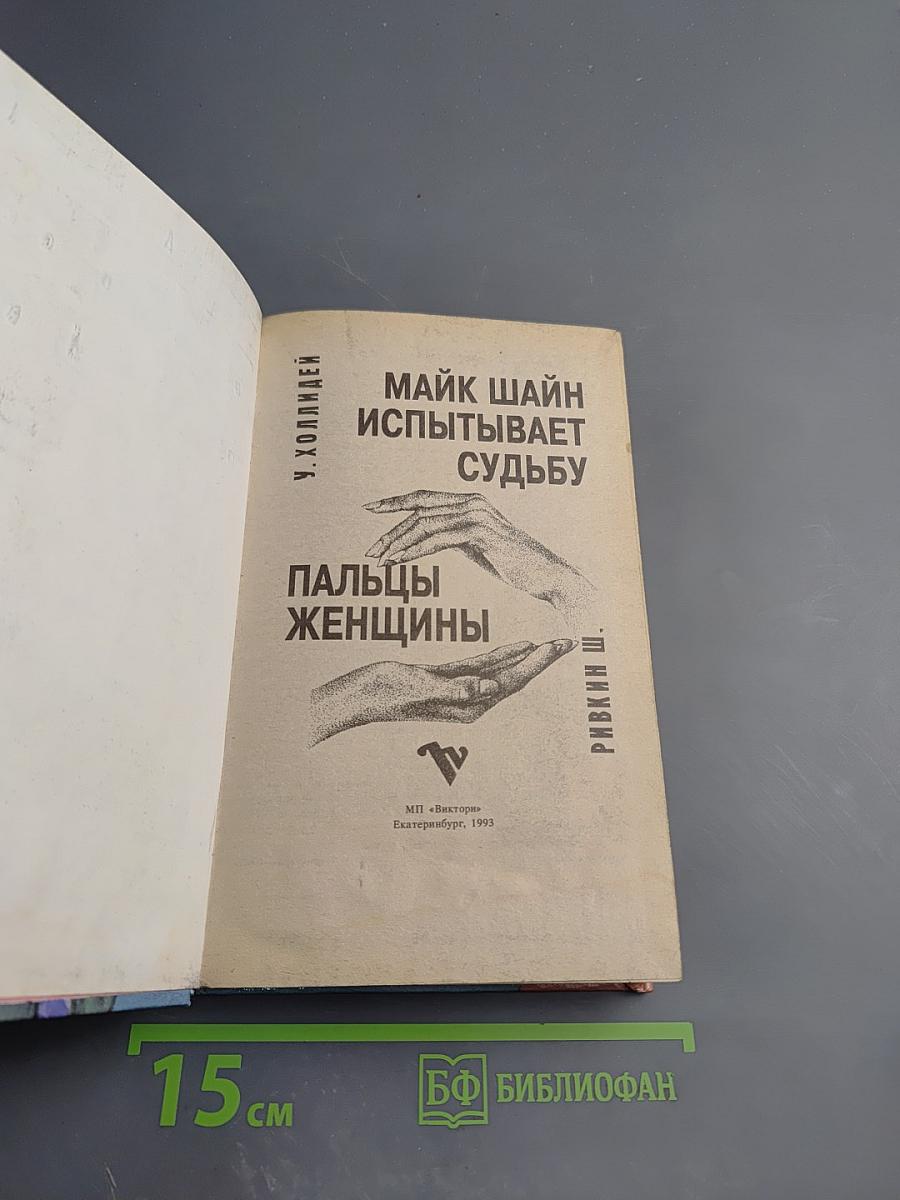 У. ХОЛЛИДЕЙ
МАЙК ШАЙН
ИСПЫТЫВАЕТ
СУДЬБУ
ПАЛЬЦЫ
ЖЕНЩИНЫ
РИВКИН Ш.
МП «Виктори»
Екатеринбург, 1993
15 см
БФ БИБЛИОФАН